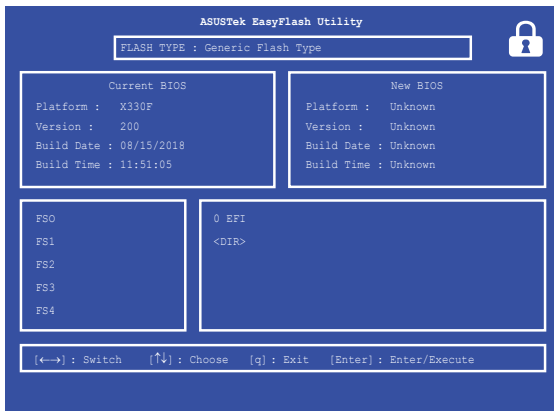 ASUSTek EasyFlash Utility
FLASH TYPE : Generic Flash Type
Current BIOS
Platform : X330F
Version : 200
Build Date : 08/15/2018
Build Time : 11:51:05
New BIOS
Platform : Unknown
Version : Unknown
Build Date : Unknown
Build Time : Unknown
FSO
FS1
FS2
FS3
FS4
0 EFI
<DIR>
[←→] : Switch [↑↓] : Choose [q] : Exit [Enter] : Enter/Execute